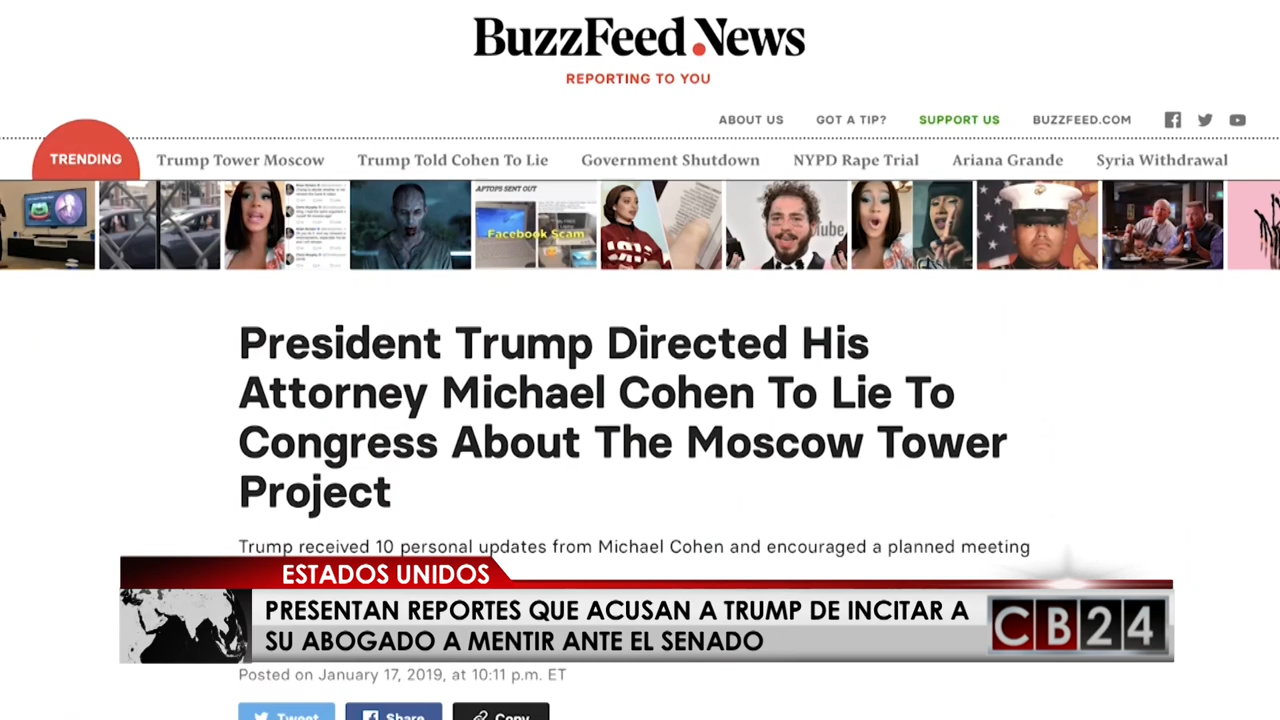 BuzzFeed News
REPORTING TO YOU
ABOUT US GOT A TIP? SUPPORT US BUZZFEED.COM
TRENDING Trump Tower Moscow Trump Told Cohen To Lie Government Shutdown NYPD Rape Trial Ariana Grande Syria Withdrawal
APTOPS SENT OUT
Facebook Scam
President Trump Directed His
Attorney Michael Cohen To Lie To
Congress About The Moscow Tower
Project
Trump received 10 personal updates from Michael Cohen and encouraged a planned meeting
ESTADOS UNIDOS
PRESENTAN REPORTES QUE ACUSAN A TRUMP DE INCITAR A
SU ABOGADO A MENTIR ANTE EL SENADO
CB24
Posted on January 17, 2019, at 10:11 p.m. ET
Tweet Share Copy